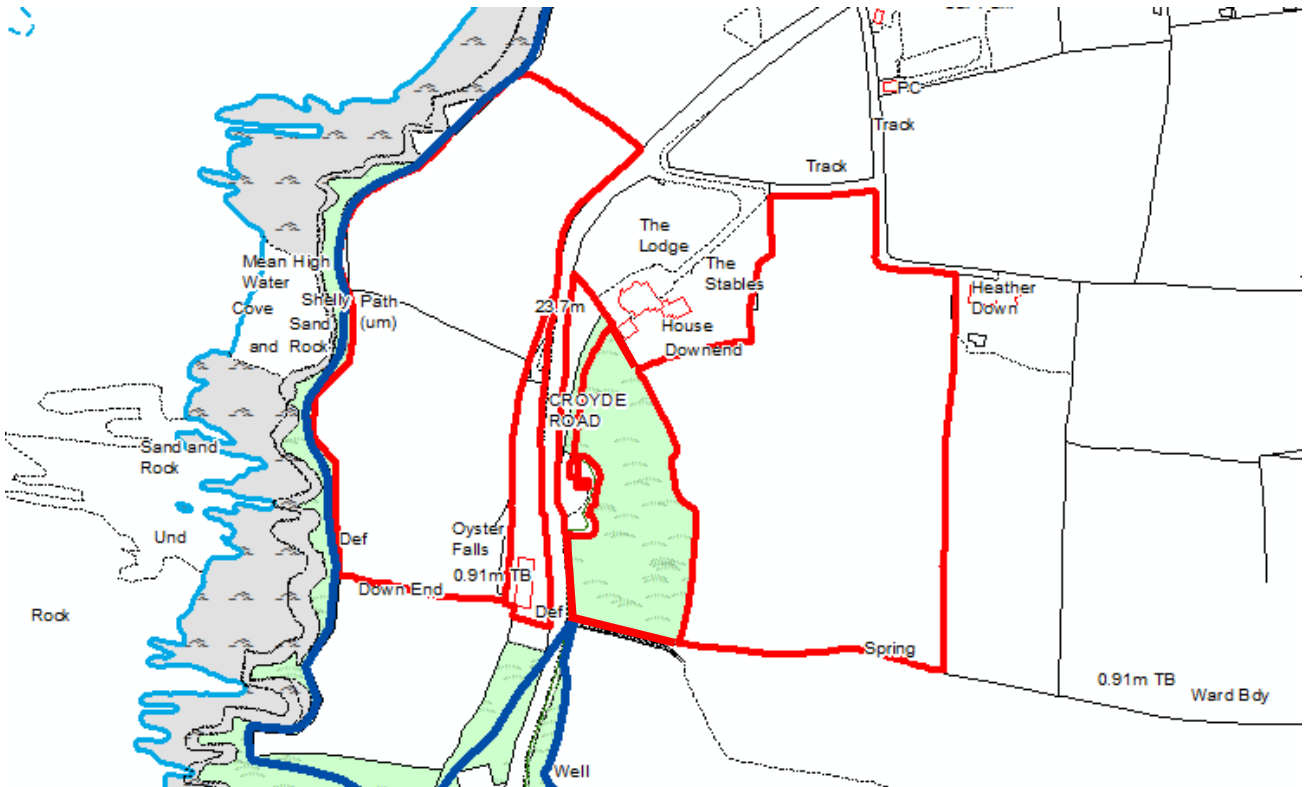 PC
Track
Track
The
Lodge
The
Stables
Mean High
Water
Shelly
Path
(um)
Cove
Sand
and Rock
23.7m
House
Downend
Heather
Down
CROYDE
ROAD
Sand and
Rock
Und
Oyster
Falls
Def
0.91m TB
Down End
Def
Rock
Spring
0.91m TB
Ward Bdy
Well